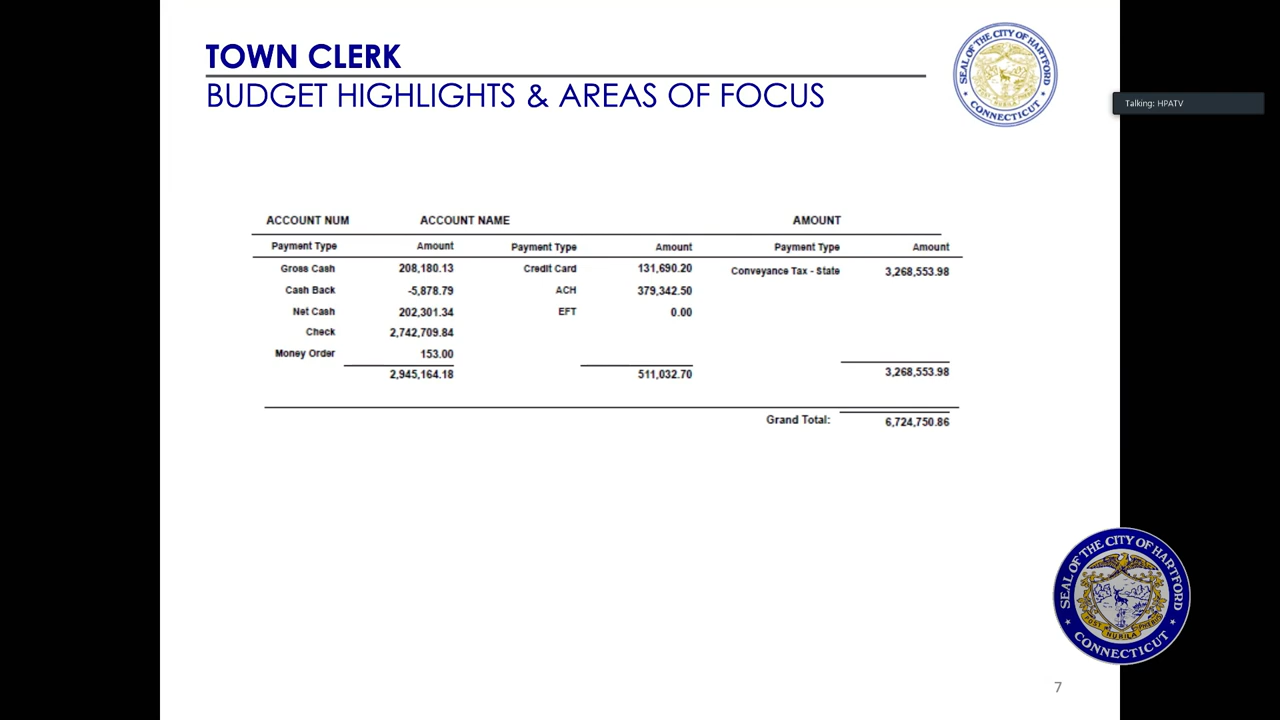 TOWN CLERK
BUDGET HIGHLIGHTS & AREAS OF FOCUS
SEAL OF THE CITY OF HARTFORD
CONNECTICUT
Talking: HPATV
ACCOUNT NUM ACCOUNT NAME AMOUNT
Payment Type Amount Payment Type Amount Payment Type Amount
Gross Cash 208,180.13 Credit Card 131,690.20 Conveyance Tax - State 3,268,553.98
Cash Back -5,878.79 ACH 379,342.50
Net Cash 202,301.34 EFT 0.00
Check 2,742,709.84
Money Order 153.00
2,945,164.18 511,032.70 3,268,553.98
Grand Total: 6,724,750.86
SEAL OF THE CITY OF HARTFORD
POST NUBILA PHŒBUS
CONNECTICUT
7